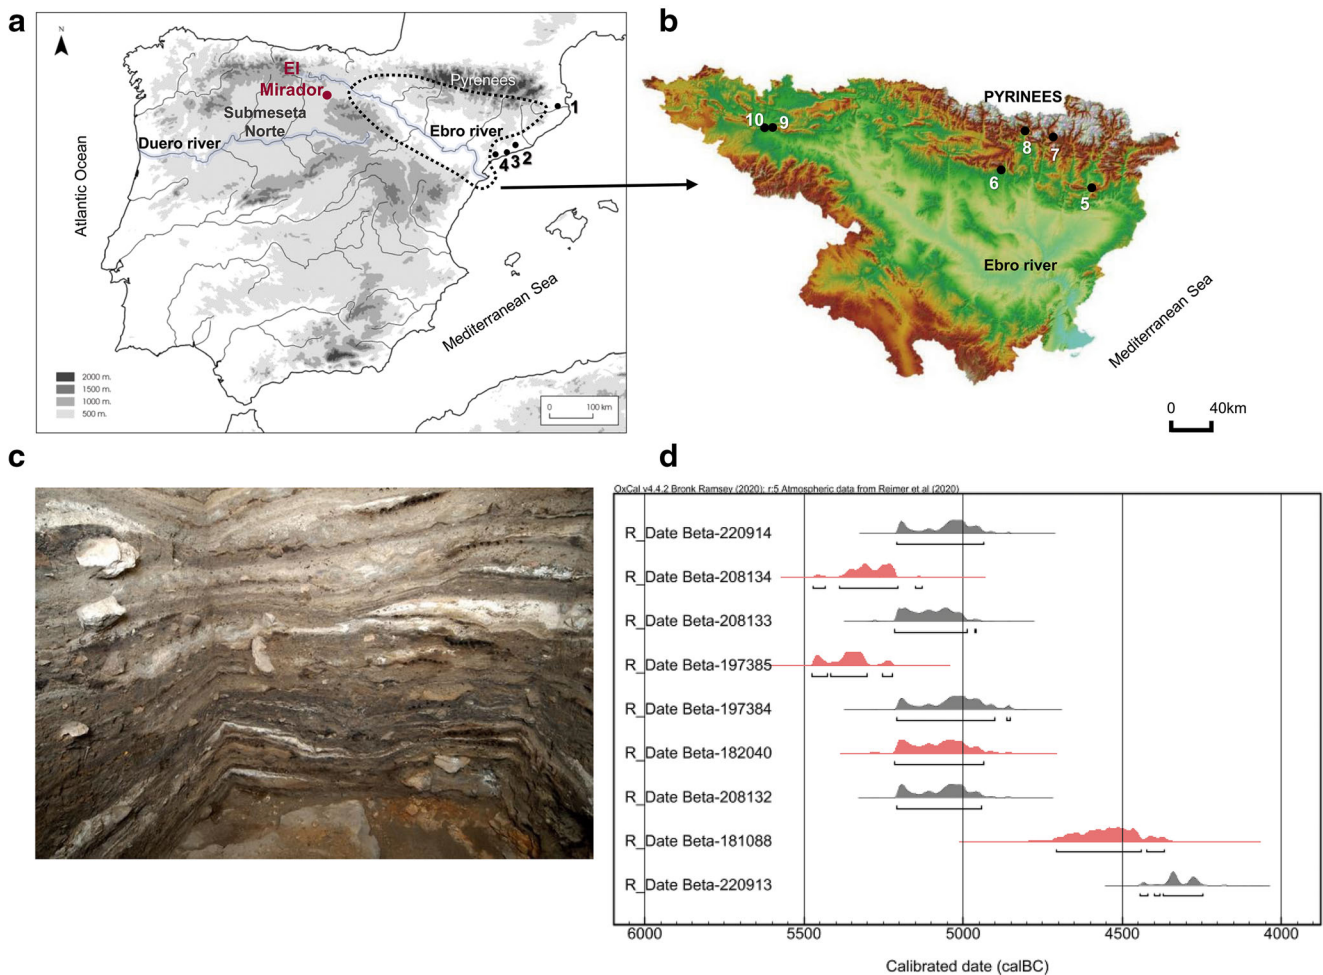 a
N
El
Mirador
Pyrenees
Submeseta
Norte
Ebro river
Duero river
1
4 3 2
Atlantic Ocean
Mediterranean Sea
2000 m.
1500 m.
1000 m.
500 m.
0 100 km
b
PYRINEES
10 9
8 7
6
5
Ebro river
Mediterranean Sea
0 40km
c
d
OxCal v4.4.2 Bronk Ramsey (2020); r:5 Atmospheric data from Reimer et al (2020)
R_Date Beta-220914
R_Date Beta-208134
R_Date Beta-208133
R_Date Beta-197385
R_Date Beta-197384
R_Date Beta-182040
R_Date Beta-208132
R_Date Beta-181088
R_Date Beta-220913
6000 5500 5000 4500 4000
Calibrated date (calBC)